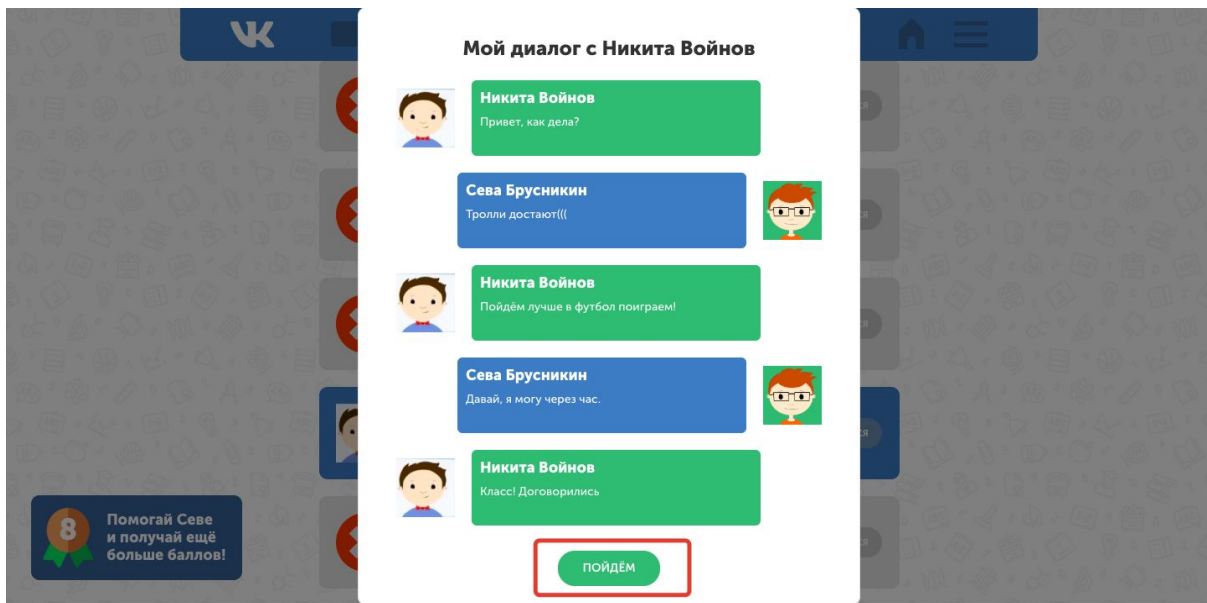 VK
Мой диалог с Никита Войнов
Никита Войнов
Привет, как дела?
Сева Брусникин
Тролли достают(((
Никита Войнов
Пойдём лучше в футбол поиграем!
Сева Брусникин
Давай, я могу через час.
Никита Войнов
Класс! Договорились
ПОЙДЁМ
8
Помогай Севе
и получай ещё
больше баллов!